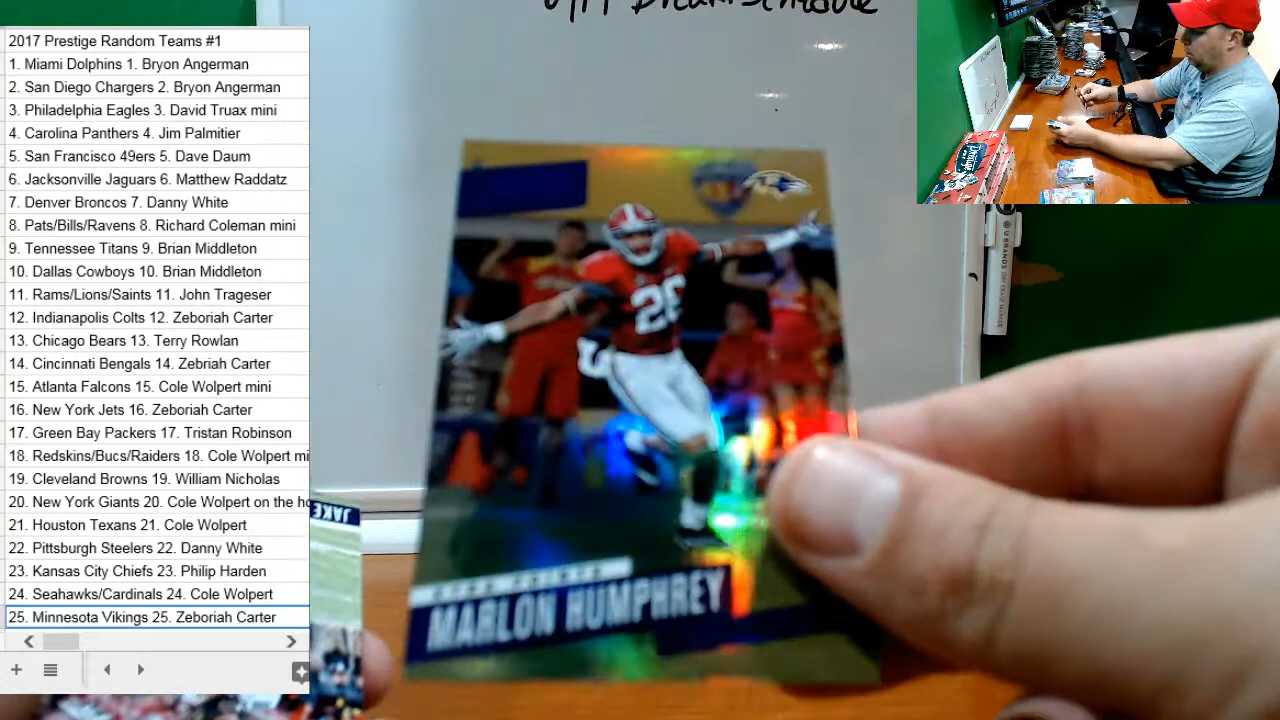 2017 Prestige Random Teams #1
1. Miami Dolphins 1. Bryon Angerman
2. San Diego Chargers 2. Bryon Angerman
3. Philadelphia Eagles 3. David Truax mini
4. Carolina Panthers 4. Jim Palmitier
5. San Francisco 49ers 5. Dave Daum
6. Jacksonville Jaguars 6. Matthew Raddatz
7. Denver Broncos 7. Danny White
8. Pats/Bills/Ravens 8. Richard Coleman mini
9. Tennessee Titans 9. Brian Middleton
10. Dallas Cowboys 10. Brian Middleton
11. Rams/Lions/Saints 11. John Trageser
12. Indianapolis Colts 12. Zeboriah Carter
13. Chicago Bears 13. Terry Rowlan
14. Cincinnati Bengals 14. Zebriah Carter
15. Atlanta Falcons 15. Cole Wolpert mini
16. New York Jets 16. Zeboriah Carter
17. Green Bay Packers 17. Tristan Robinson
18. Redskins/Bucs/Raiders 18. Cole Wolpert mi
19. Cleveland Browns 19. William Nicholas
20. New York Giants 20. Cole Wolpert on the ho
21. Houston Texans 21. Cole Wolpert
22. Pittsburgh Steelers 22. Danny White
23. Kansas City Chiefs 23. Philip Harden
24. Seahawks/Cardinals 24. Cole Wolpert
25. Minnesota Vikings 25. Zeboriah Carter
Break Schedule
26
MARLON HUMPHREY
JAKE